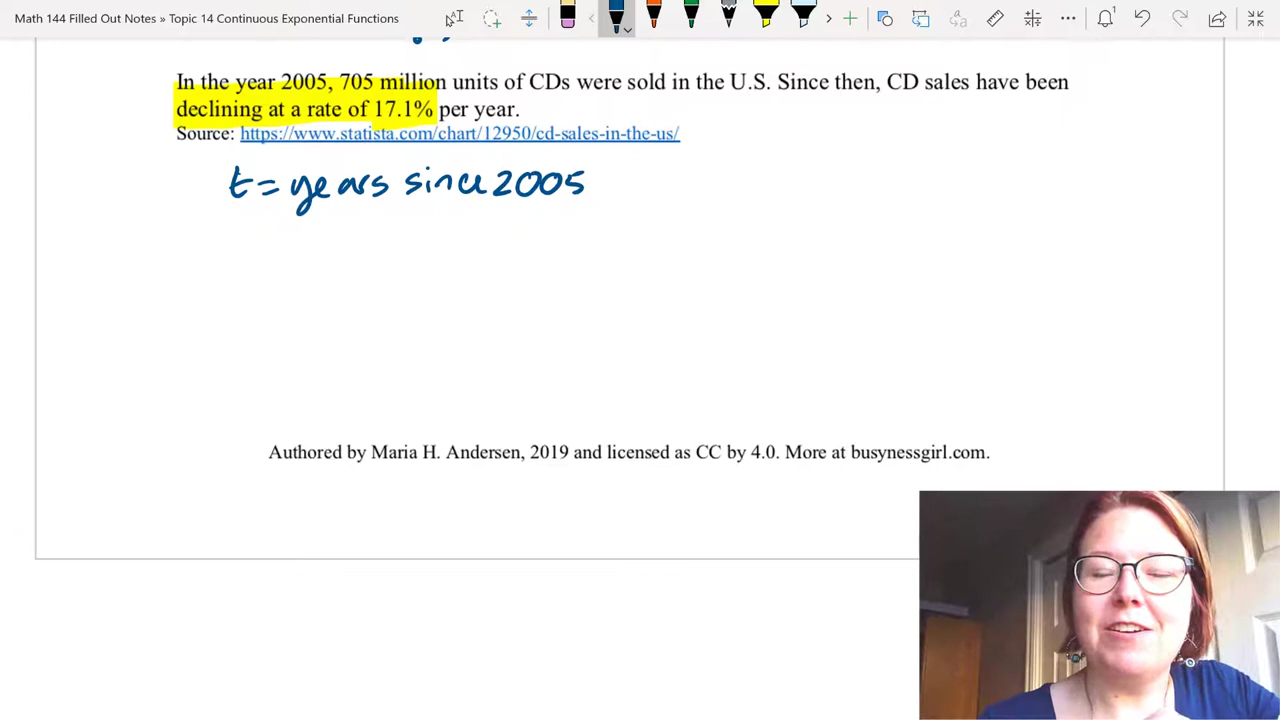 Math 144 Filled Out Notes » Topic 14 Continuous Exponential Functions
In the year 2005, 705 million units of CDs were sold in the U.S. Since then, CD sales have been
declining at a rate of 17.1% per year.
Source: https://www.statista.com/chart/12950/cd-sales-in-the-us/
t = years since 2005
Authored by Maria H. Andersen, 2019 and licensed as CC by 4.0. More at busynessgirl.com.